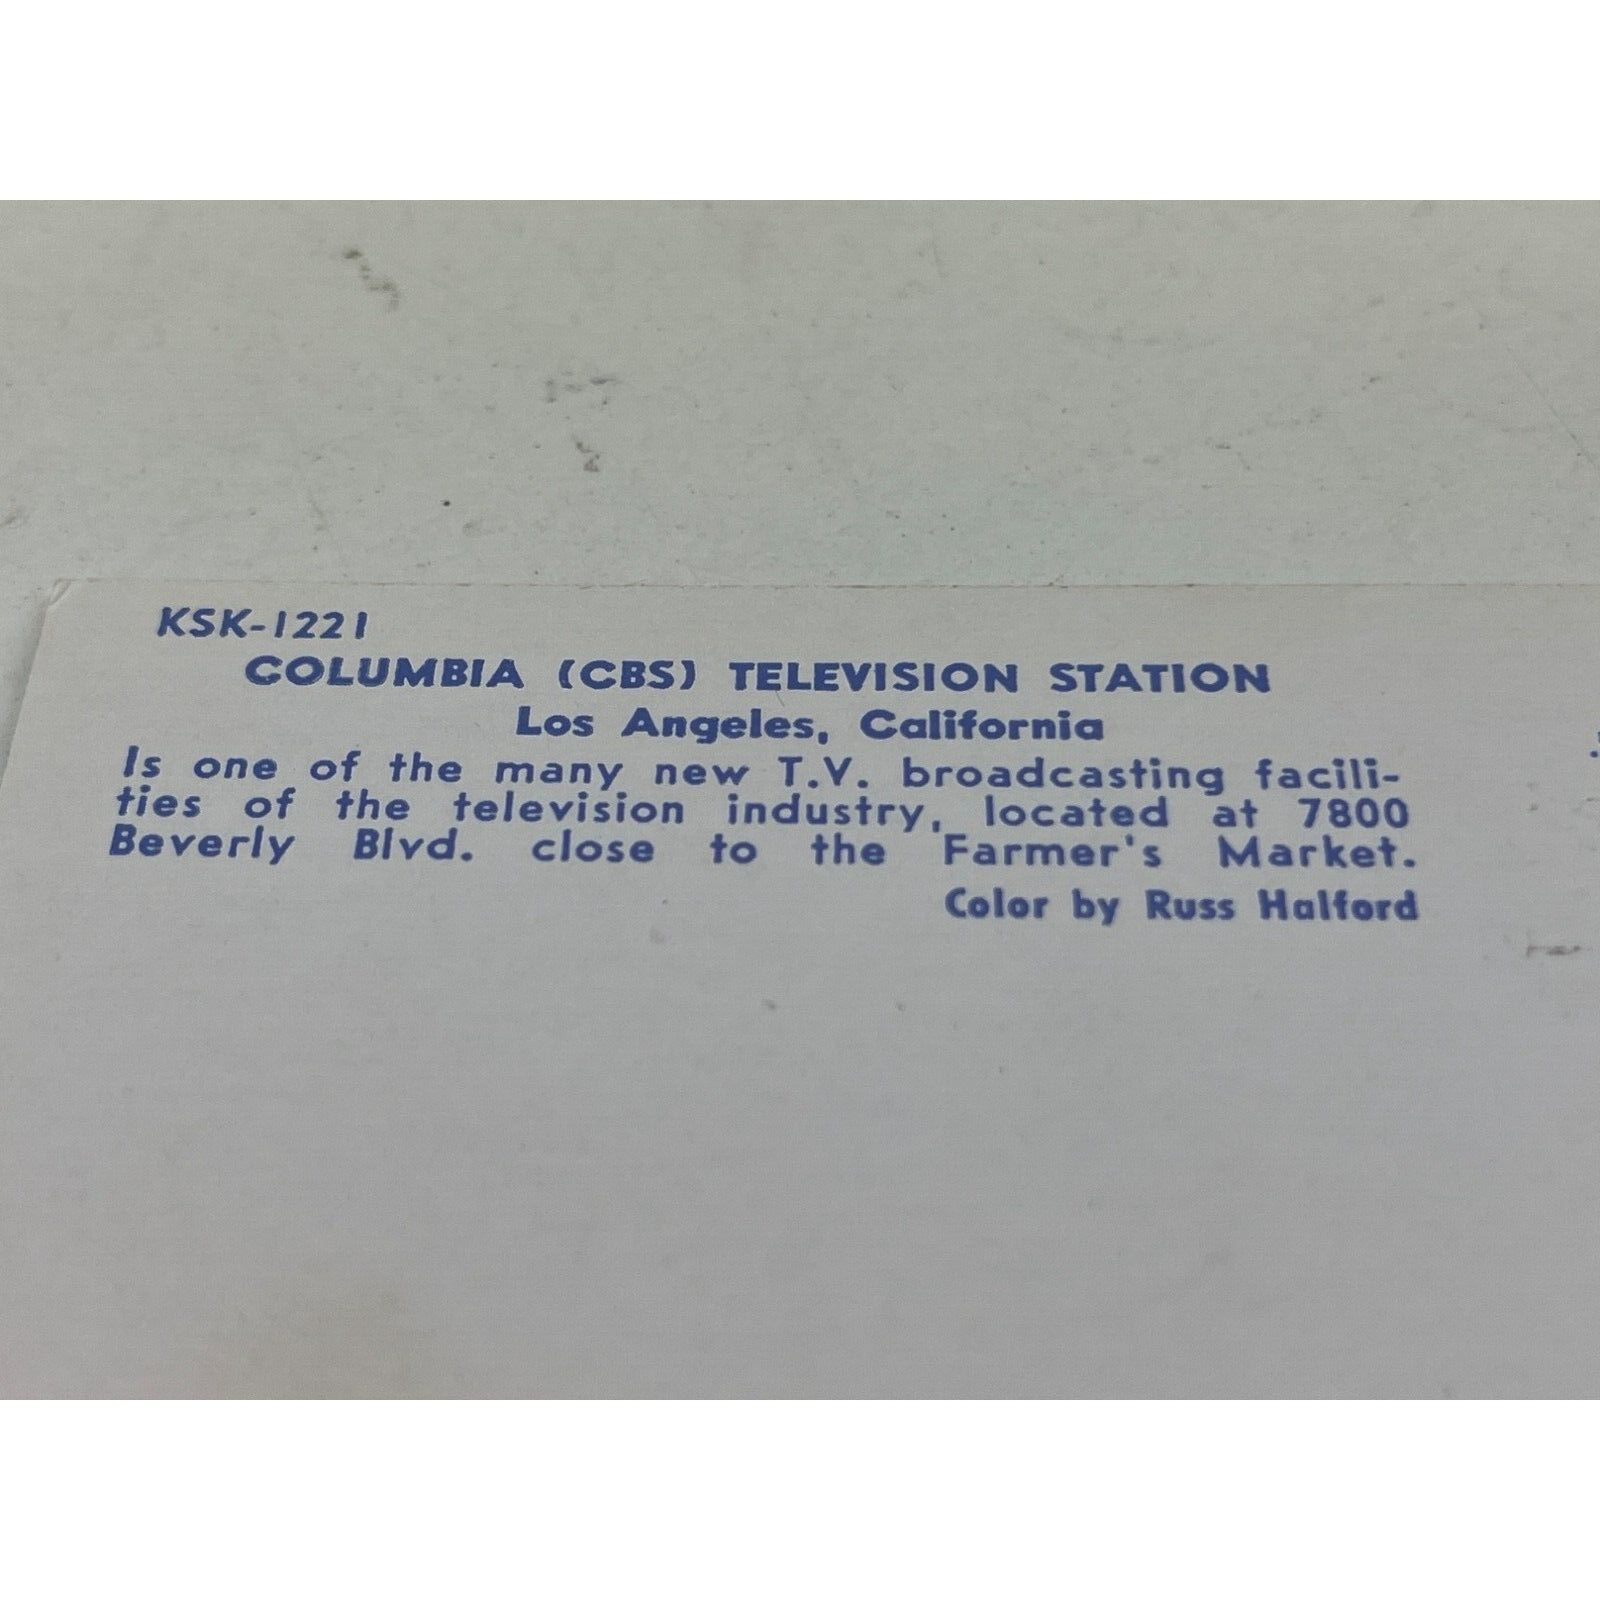 KSK-1221
COLUMBIA (CBS) TELEVISION STATION
Los Angeles, California
Is one of the many new T.V. broadcasting facili-
ties of the television industry, located at 7800
Beverly Blvd. close to the Farmer's Market.
Color by Russ Halford